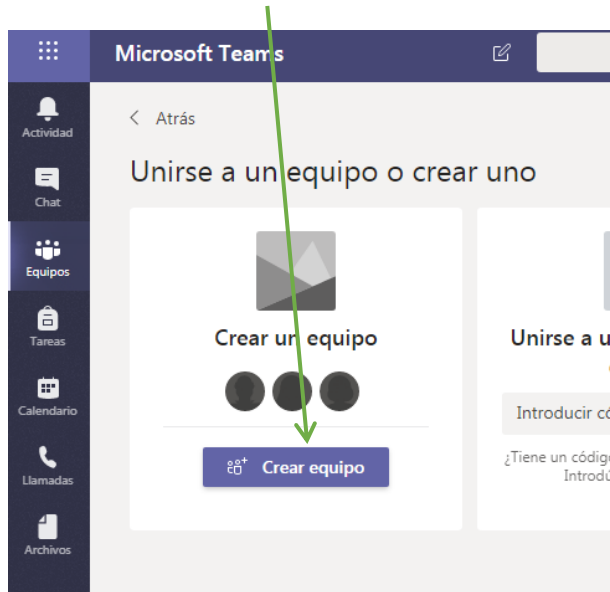 Microsoft Teams
Actividad
Chat
Equipos
Tareas
Calendario
Llamadas
Archivos
Atrás
Unirse a un equipo o crear uno
Crear un equipo
Crear equipo
Unirse a u
Introducir có
¿Tiene un código
Introdú